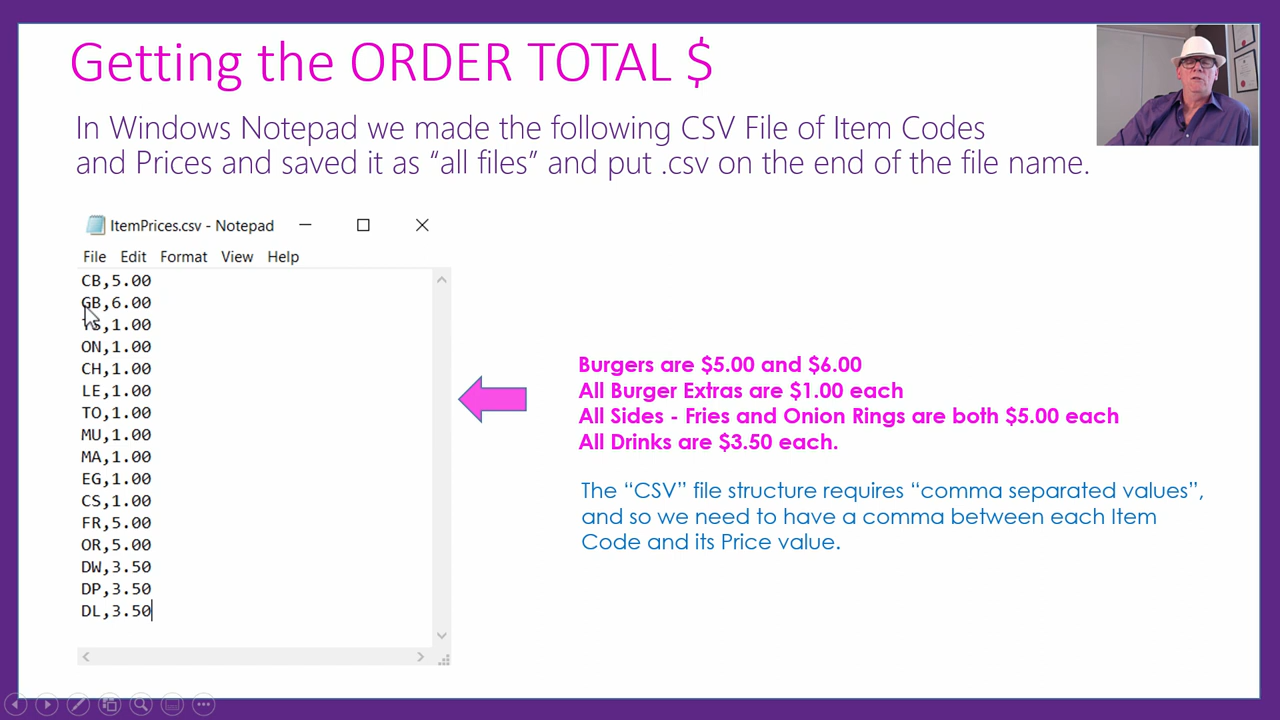 Getting the ORDER TOTAL $
In Windows Notepad we made the following CSV File of Item Codes
and Prices and saved it as “all files” and put .csv on the end of the file name.
ItemPrices.csv - Notepad
File Edit Format View Help
CB,5.00
GB,6.00
TS,1.00
ON,1.00
CH,1.00
LE,1.00
TO,1.00
MU,1.00
MA,1.00
EG,1.00
CS,1.00
FR,5.00
OR,5.00
DW,3.50
DP,3.50
DL,3.50
Burgers are $5.00 and $6.00
All Burger Extras are $1.00 each
All Sides - Fries and Onion Rings are both $5.00 each
All Drinks are $3.50 each.
The “CSV” file structure requires “comma separated values”,
and so we need to have a comma between each Item
Code and its Price value.